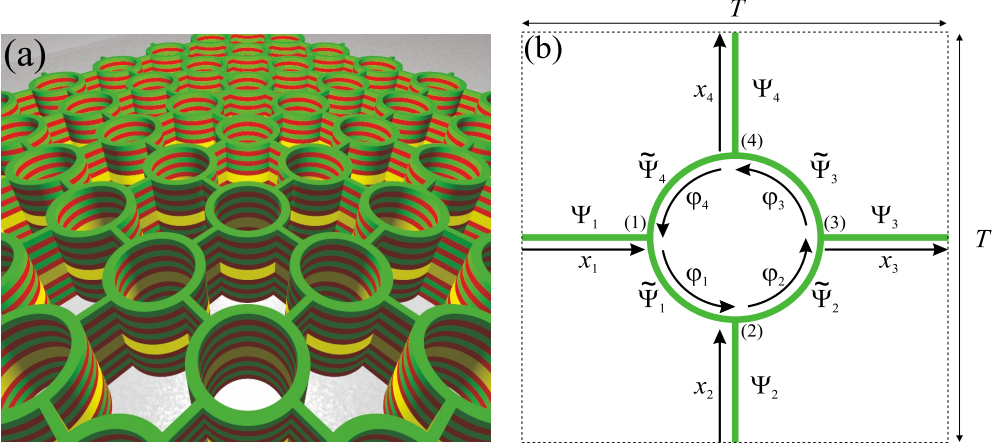 (a)
(b)
T
T
x₄
Ψ₄
(4)
Ψ̃₄
Ψ̃₃
φ₄
φ₃
Ψ₁
(1)
(3)
Ψ₃
x₁
x₃
φ₁
φ₂
Ψ̃₁
Ψ̃₂
(2)
x₂
Ψ₂